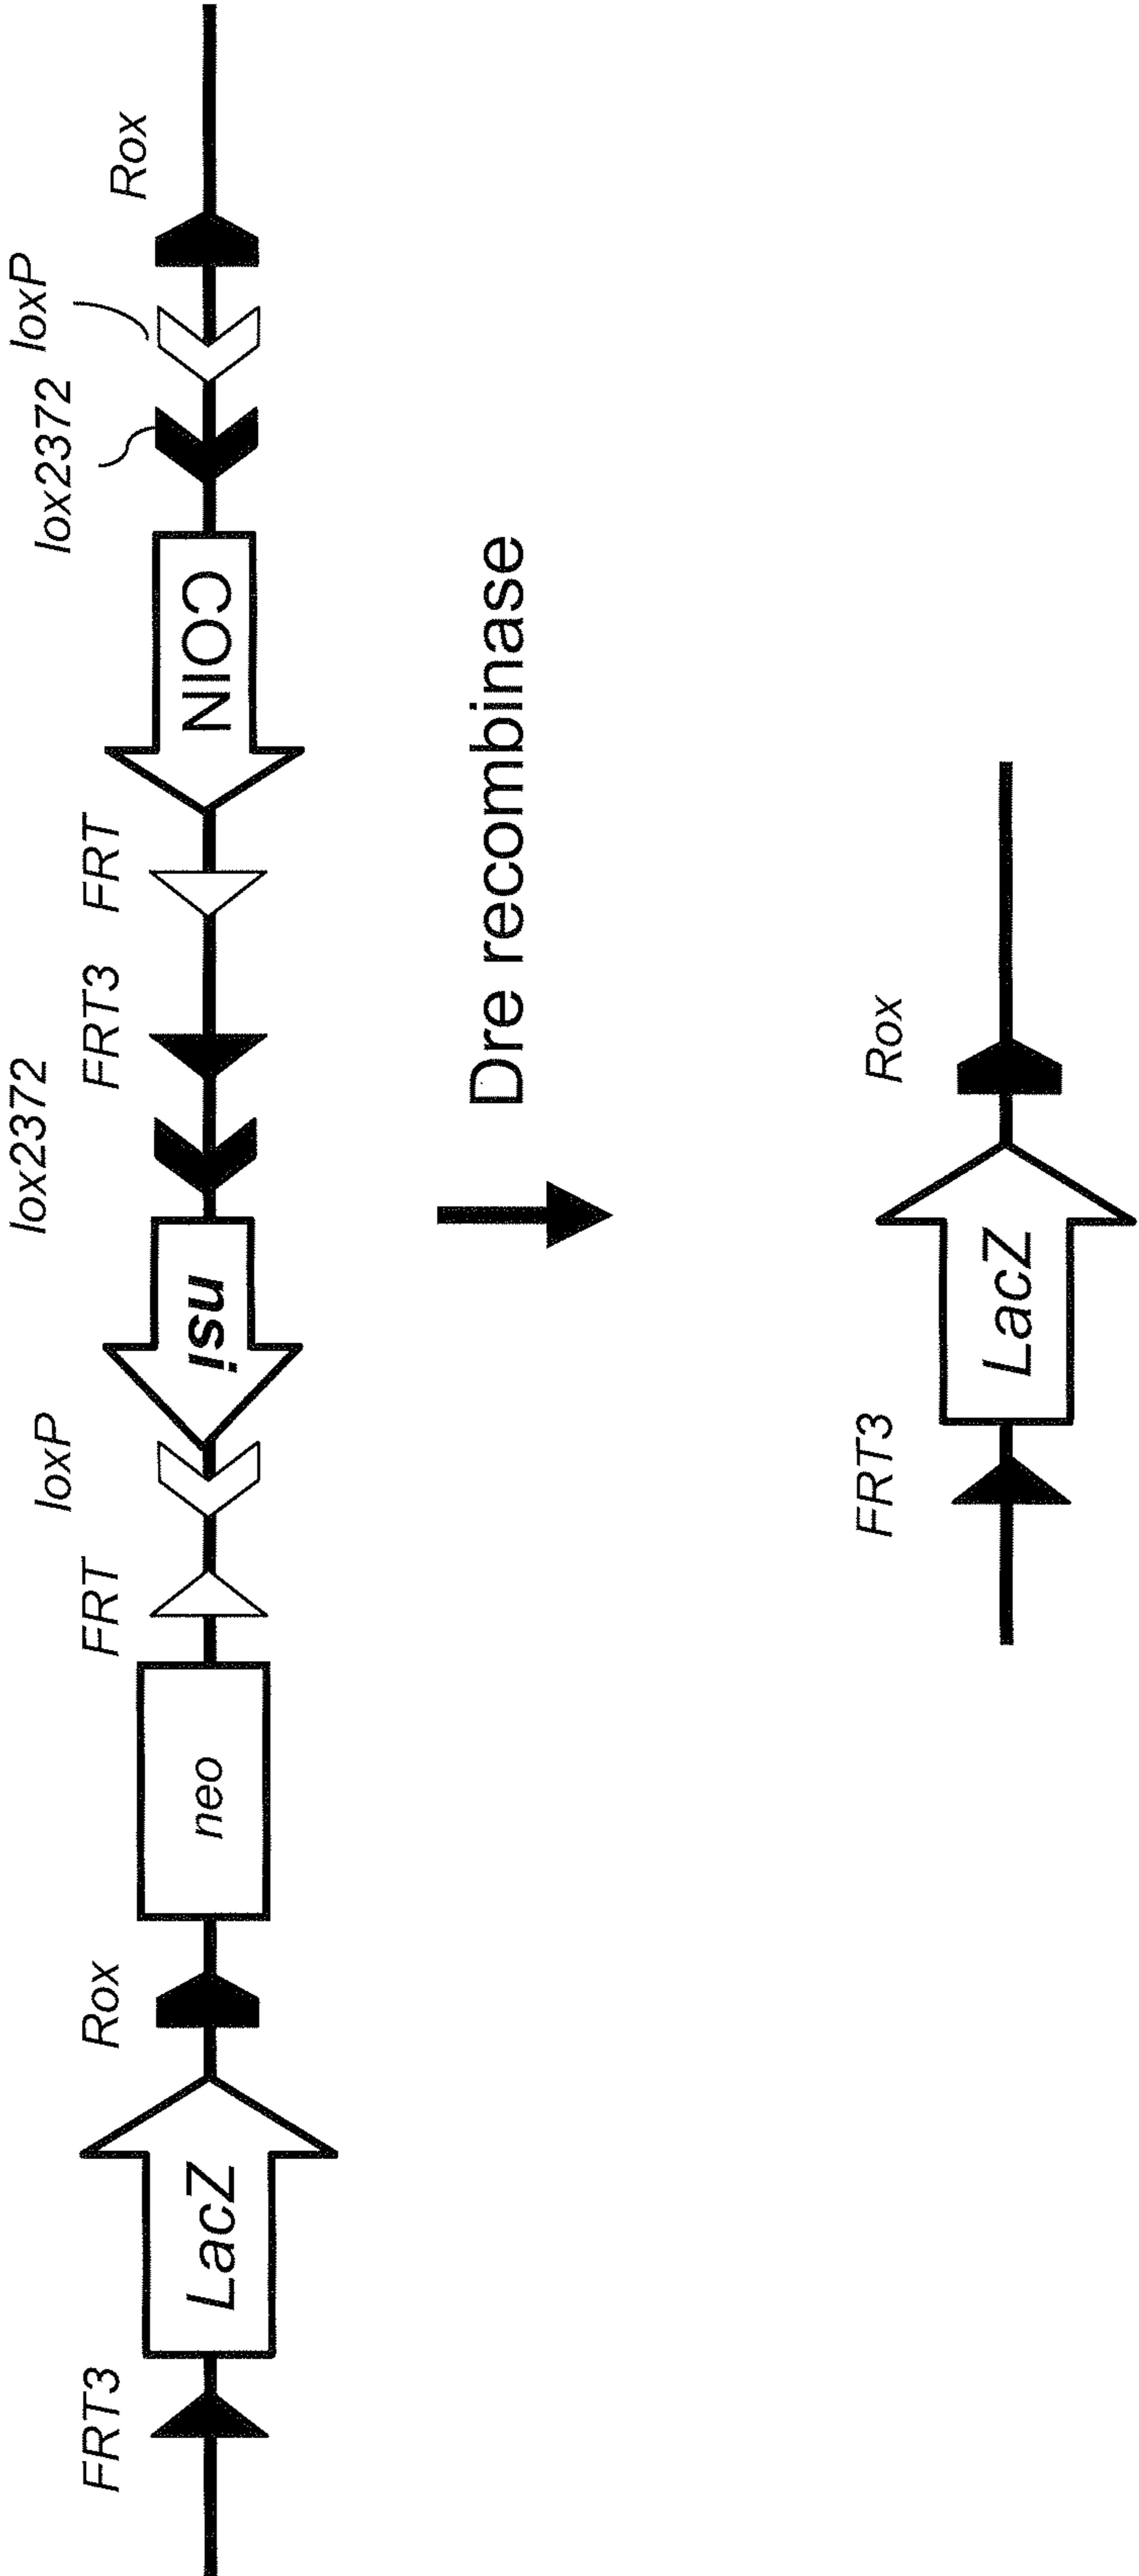 FRT3
LacZ
Rox
neo
FRT
loxP
nsi
lox2372
FRT3
FRT
COIN
lox2372
loxP
Rox
Dre recombinase
FRT3
LacZ
Rox